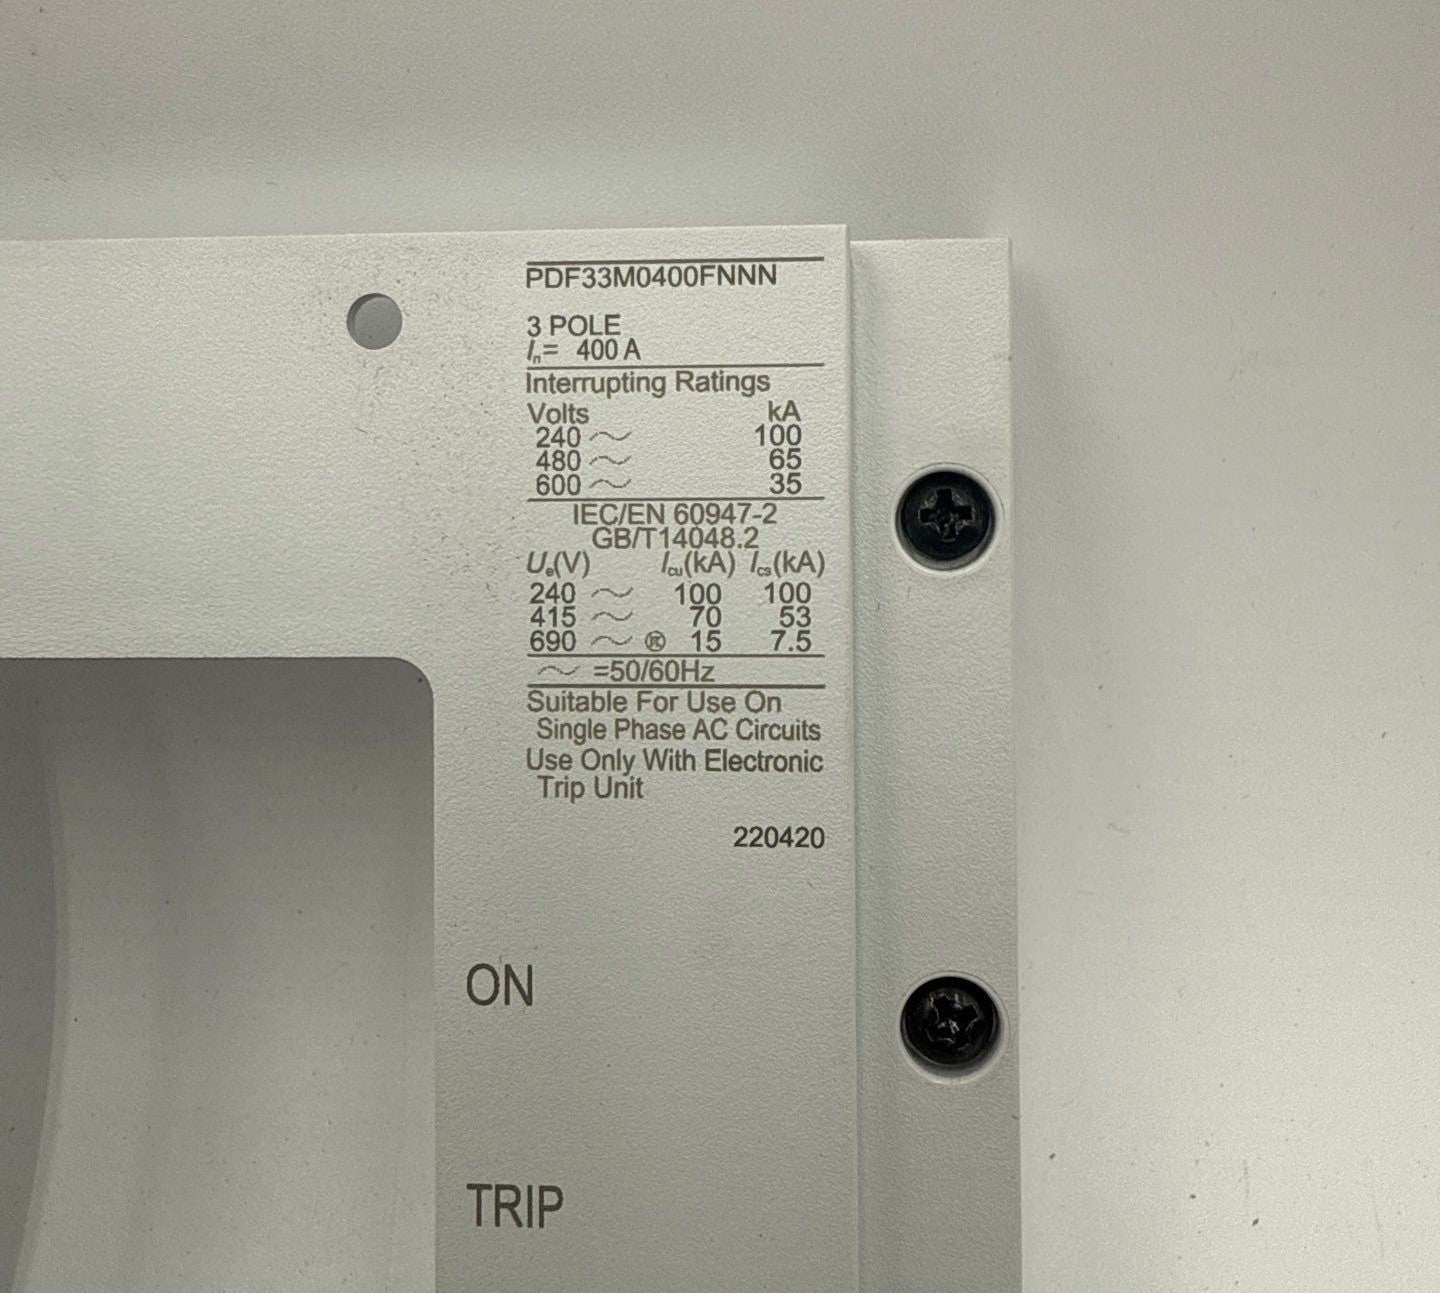 PDF33M0400FNNN
3 POLE
In= 400 A
Interrupting Ratings
Volts kA
240 ~ 100
480 ~ 65
600 ~ 35
IEC/EN 60947-2
GB/T14048.2
Ue(V) Icu(kA) Ics(kA)
240 ~ 100 100
415 ~ 70 53
690 ~ 15 7.5
~ =50/60Hz
Suitable For Use On
Single Phase AC Circuits
Use Only With Electronic
Trip Unit
220420
ON
TRIP